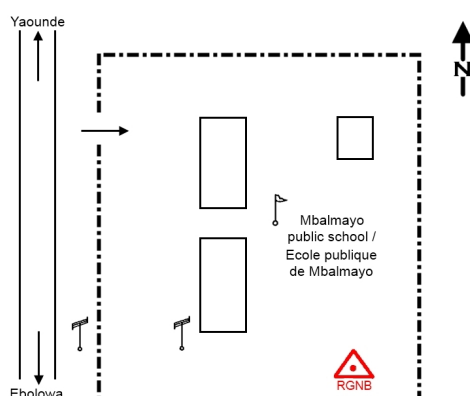 Yaounde
N
Mbalmayo
public school /
Ecole publique
de Mbalmayo
RGNB
Ebolowa